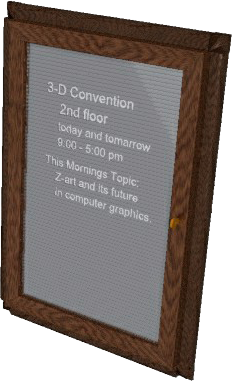 3-D Convention
2nd floor
today and tomorrow
9:00 - 5:00 pm
This Mornings Topic:
Z-art and its future
in computer graphics.